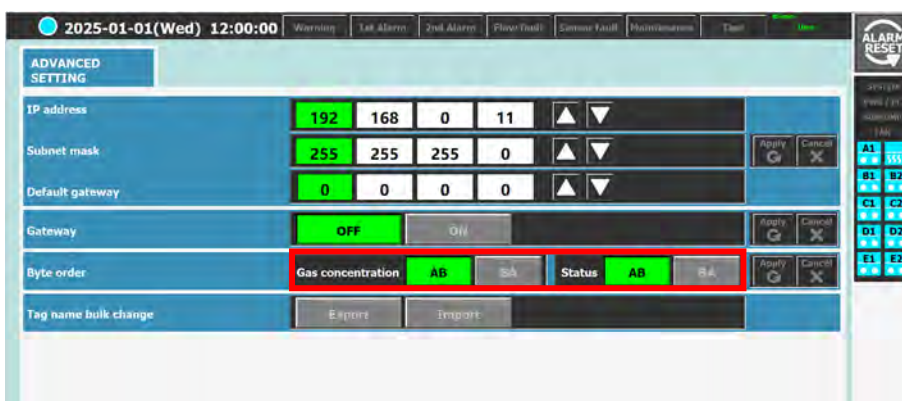 2025-01-01(Wed) 12:00:00 Warning 1st Alarm 2nd Alarm Flow Fault Sensor Fault Maintenance Test
ALARM RESET
ADVANCED
SETTING
IP address 192 168 0 11
Subnet mask 255 255 255 0 Apply Cancel
Default gateway 0 0 0 0
Gateway OFF ON Apply Cancel
Byte order Gas concentration AB BA Status AB BA Apply Cancel
Tag name bulk change Export Import
SYSTEM
FAN
A1
B1 B2
C1 C2
D1 D2
E1 E2